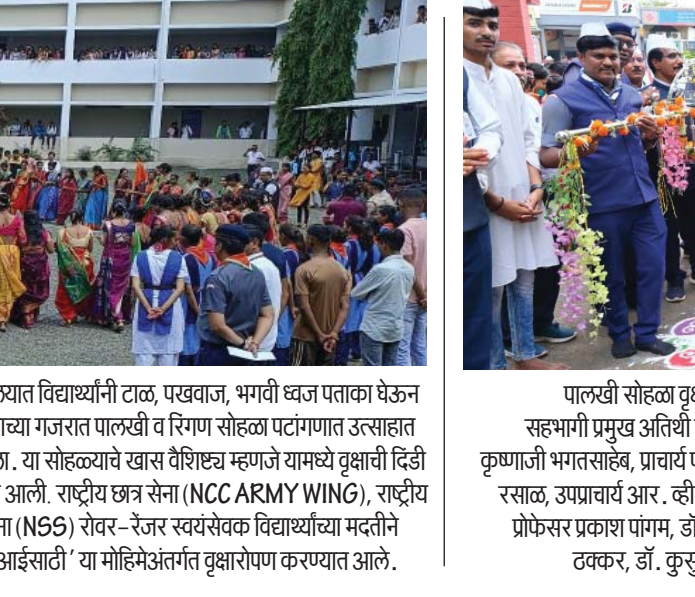 यात विद्यार्थ्यांनी टाळ, पखवाज, भगवी ध्वज पताका घेऊन
च्या गजरात पालखी व रिंगण सोहळा पटांगणात उत्साहात
या सोहळ्याचे खास वैशिष्ट्य म्हणजे यामध्ये वृक्षाची दिंडी
आली. राष्ट्रीय छात्र सेना (NCC ARMY WING), राष्ट्रीय
ना (NSS) रोवर-रेंजर स्वयंसेवक विद्यार्थ्यांच्या मदतीने
आईसाठी' या मोहिमेअंतर्गत वृक्षारोपण करण्यात आले.
पालखी सोहळा वृक्ष
सहभागी प्रमुख अतिथी
कृष्णाजी भगतसाहेब, प्राचार्य
रसाळ, उपप्राचार्य आर. व्ही
प्रोफेसर प्रकाश पांगम, डॉ
ठक्कर, डॉ. कुसु